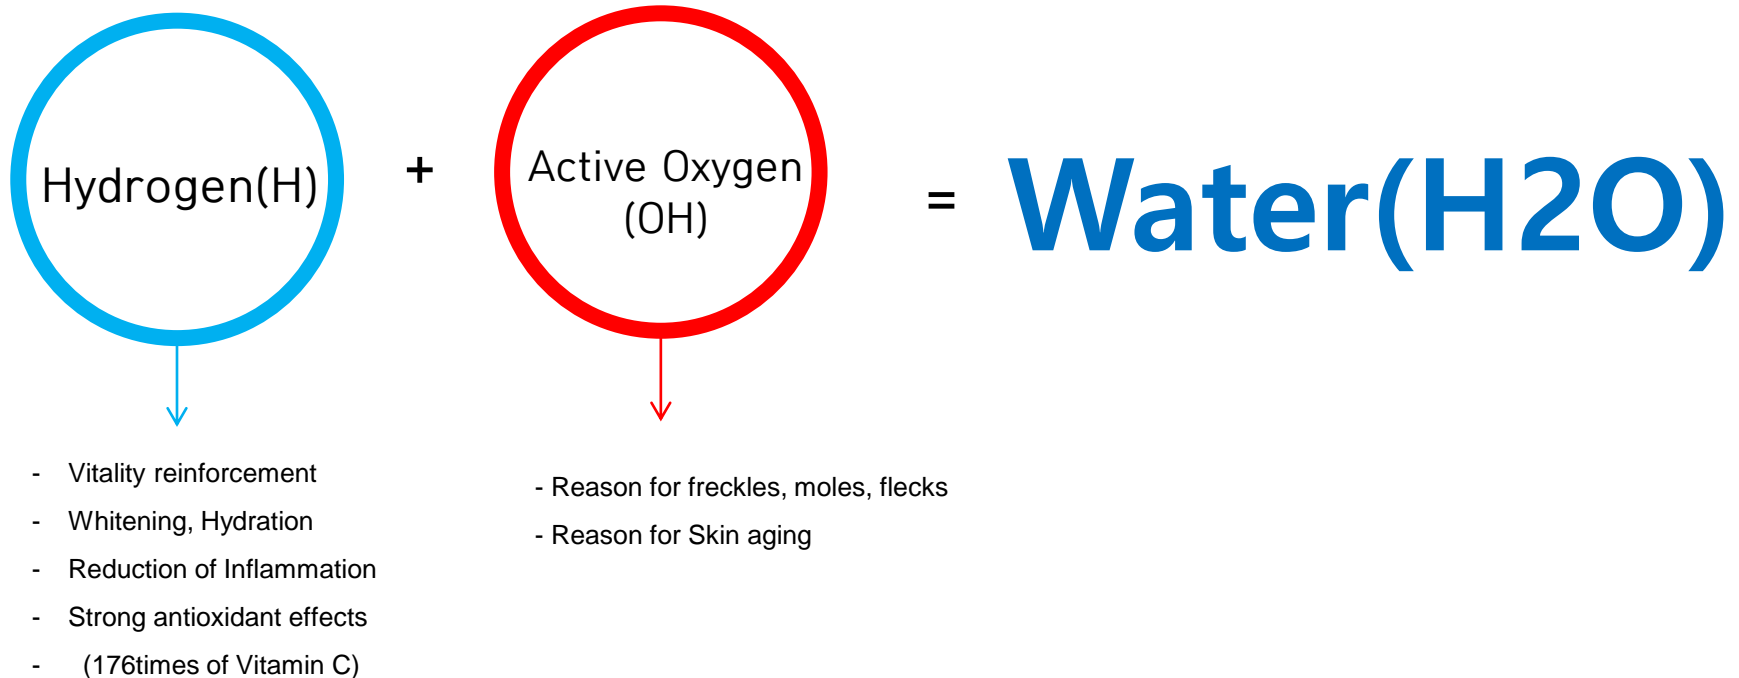 Hydrogen(H)
+
Active Oxygen
(OH)
=
Water(H2O)
- Vitality reinforcement
- Whitening, Hydration
- Reduction of Inflammation
- Strong antioxidant effects
- (176times of Vitamin C)
- Reason for freckles, moles, flecks
- Reason for Skin aging